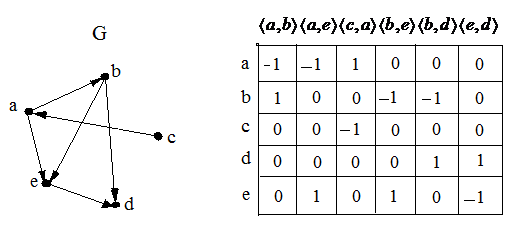 G
a
b
c
d
e
⟨a,b⟩ ⟨a,e⟩ ⟨c,a⟩ ⟨b,e⟩ ⟨b,d⟩ ⟨e,d⟩
a -1 –1 1 0 0 0
b 1 0 0 –1 –1 0
c 0 0 –1 0 0 0
d 0 0 0 0 1 1
e 0 1 0 1 0 –1